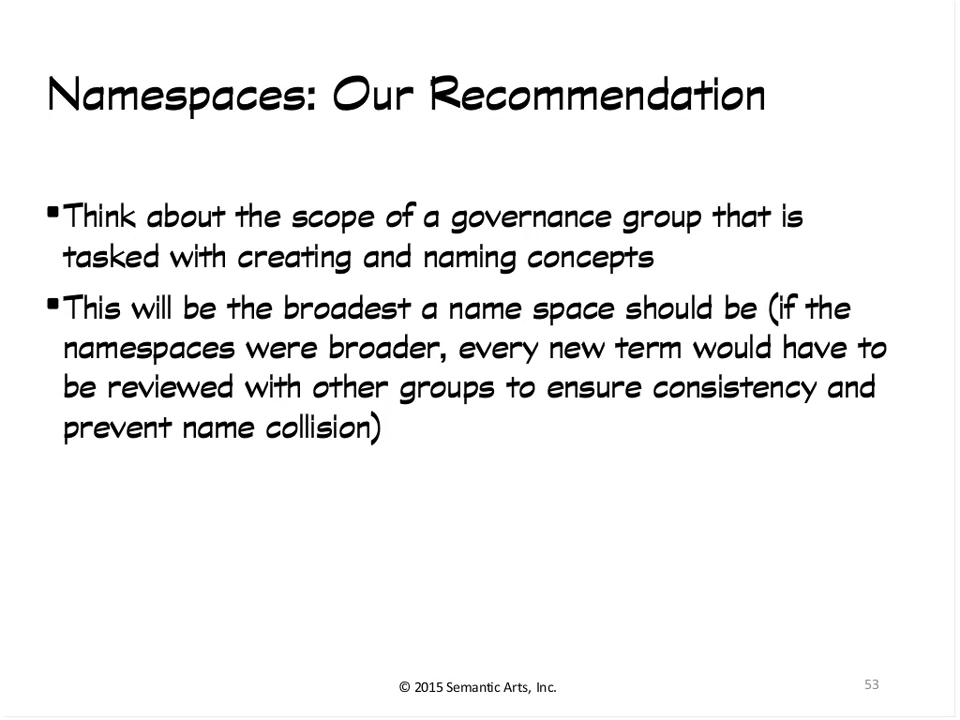 Namespaces: Our Recommendation
▪Think about the scope of a governance group that is
tasked with creating and naming concepts
▪This will be the broadest a name space should be (if the
namespaces were broader, every new term would have to
be reviewed with other groups to ensure consistency and
prevent name collision)
© 2015 Semantic Arts, Inc.
53